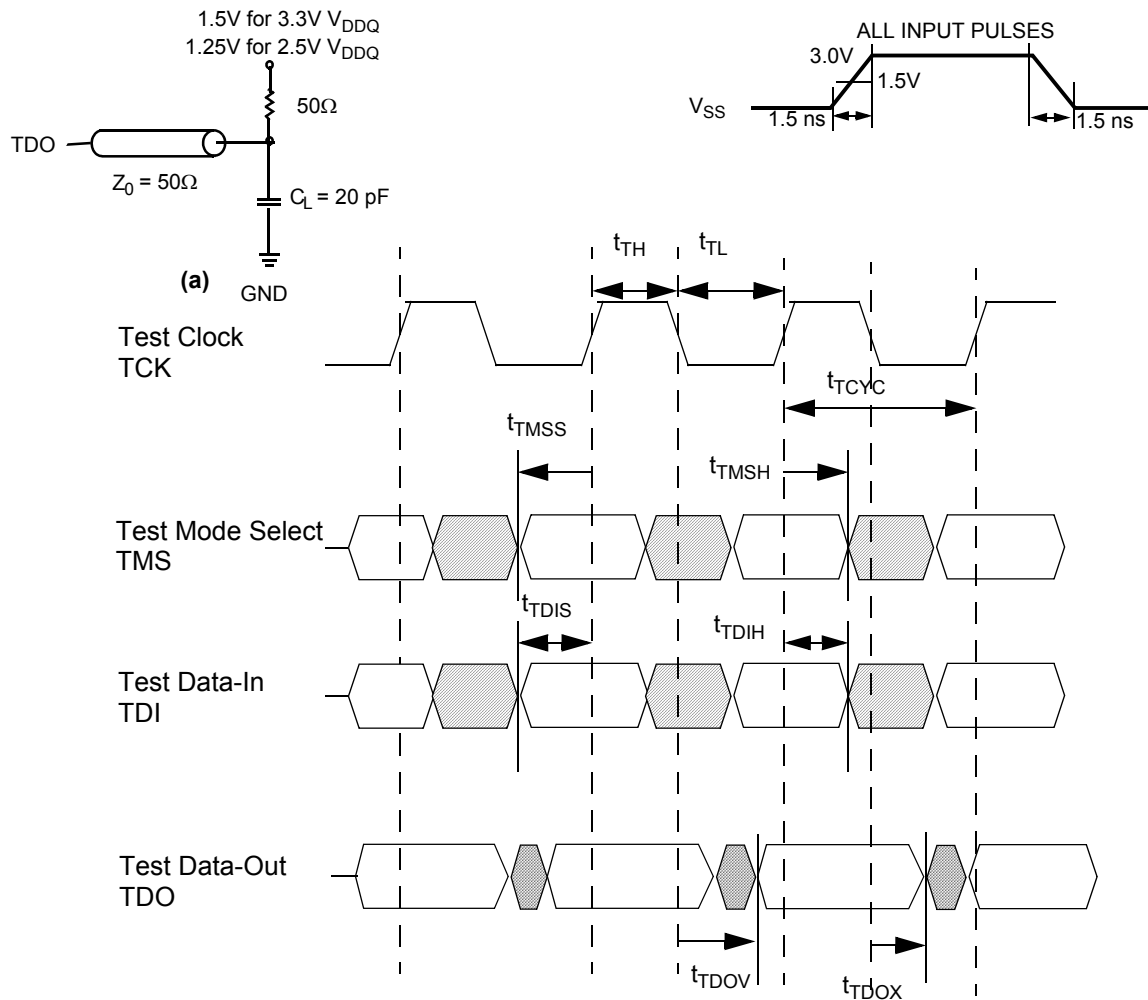 1.5V for 3.3V VDDQ
1.25V for 2.5V VDDQ
50Ω
TDO
Z0 = 50Ω
CL = 20 pF
(a)
GND
ALL INPUT PULSES
3.0V
1.5V
VSS
1.5 ns
1.5 ns
tTH
tTL
Test Clock
TCK
tTCYC
tTMSS
tTMSH
Test Mode Select
TMS
tTDIS
tTDIH
Test Data-In
TDI
Test Data-Out
TDO
tTDOV
tTDOX